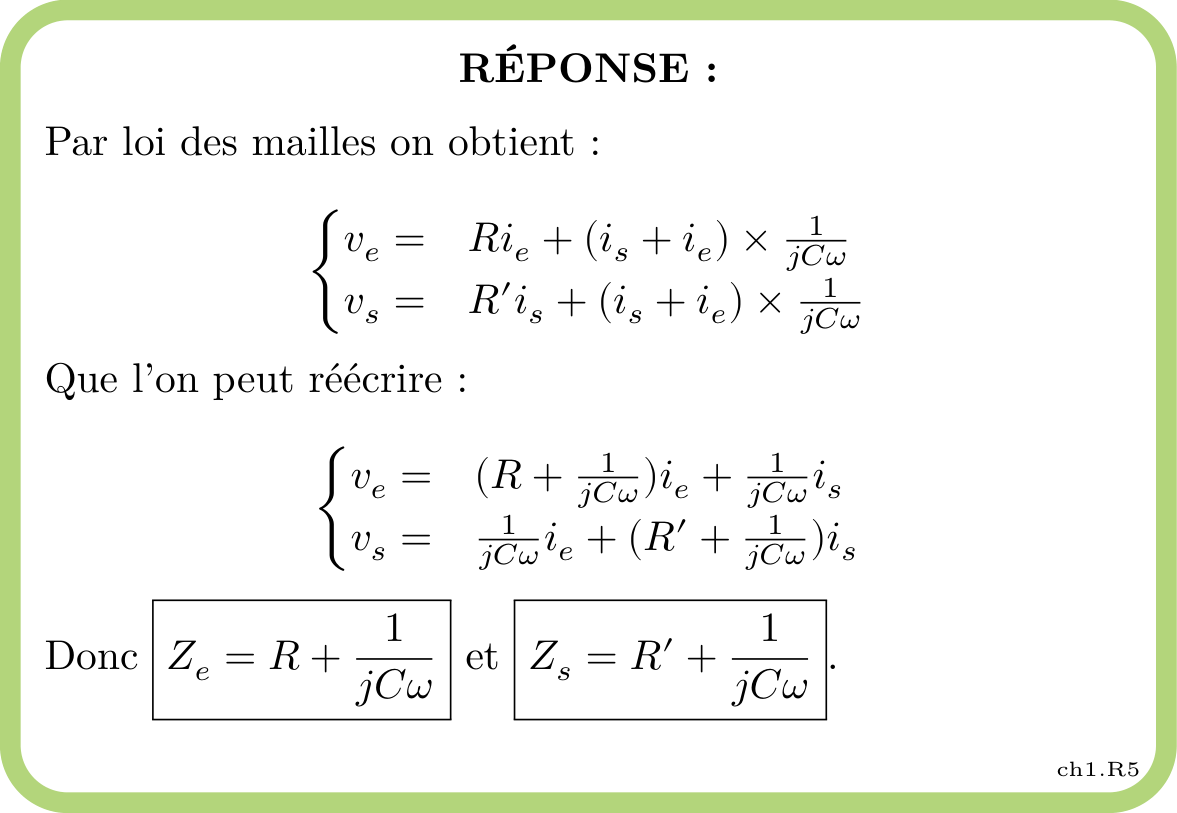 RÉPONSE :
Par loi des mailles on obtient :
$\begin{cases} v_e = & Ri_e + (i_s + i_e) \times \frac{1}{jC\omega} \\ v_s = & R'i_s + (i_s + i_e) \times \frac{1}{jC\omega} \end{cases}$
Que l'on peut réécrire :
$\begin{cases} v_e = & (R + \frac{1}{jC\omega})i_e + \frac{1}{jC\omega}i_s \\ v_s = & \frac{1}{jC\omega}i_e + (R' + \frac{1}{jC\omega})i_s \end{cases}$
Donc $\boxed{Z_e = R + \frac{1}{jC\omega}}$ et $\boxed{Z_s = R' + \frac{1}{jC\omega}}$.
ch1.R5